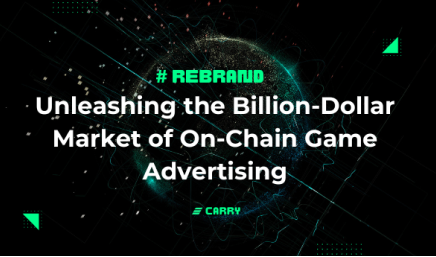 # REBRAND
Unleashing the Billion-Dollar
Market of On-Chain Game
Advertising
CARRY